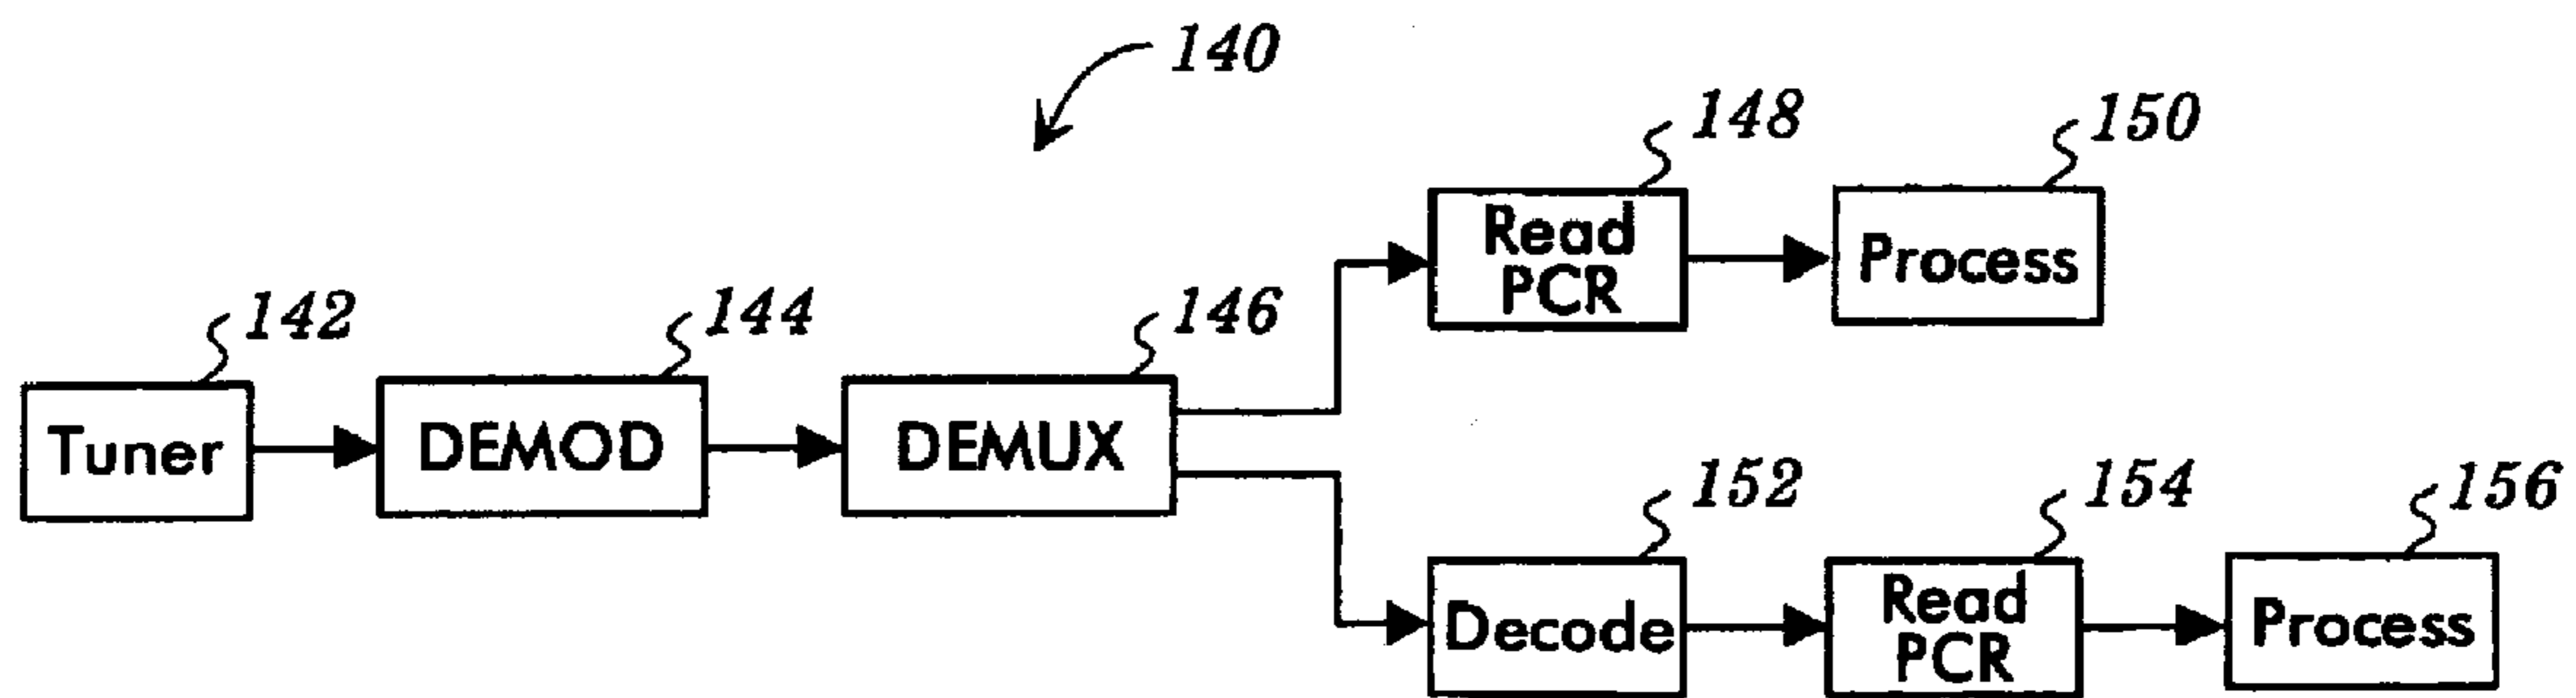 140
148
150
Read
PCR
Process
142
144
146
Tuner
DEMOD
DEMUX
152
154
156
Decode
Read
PCR
Process